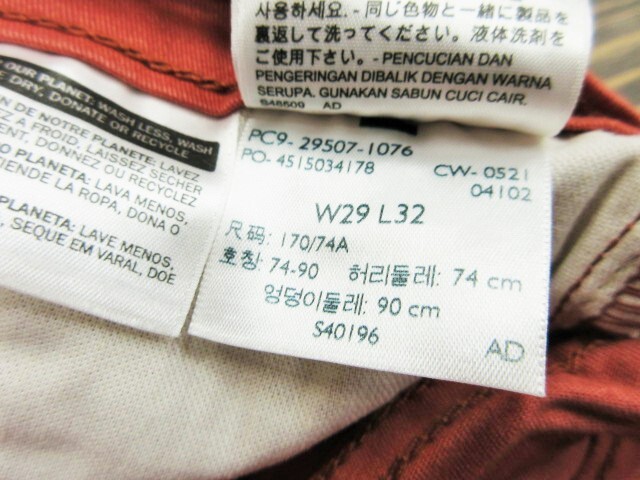 사용하세요. - 同じ色物と一緒に製品を
裏返して洗ってください。液体洗剤を
ご使用下さい。- PENCUCIAN DAN
PENGERINGAN DIBALIK DENGAN WARNA
SERUPA. GUNAKAN SABUN CUCI CAIR.
S48509 AD
OUR PLANET: WASH LESS, WASH
DRY, DONATE OR RECYCLE
DE NOTRE PLANETE: LAVEZ
A FROID, LAISSEZ SECHER
DONNEZ OU RECYCLEZ
PLANETA: LAVA MENOS,
TIENDE LA ROPA, DONA O
PLANETA: LAVE MENOS,
SEQUE EM VARAL, DOE
PC9- 29507-1076
PO- 4515034178 CW- 0521
04102
W29 L32
尺码: 170/74A
호칭: 74-90 허리둘레: 74 cm
엉덩이둘레: 90 cm
S40196
AD